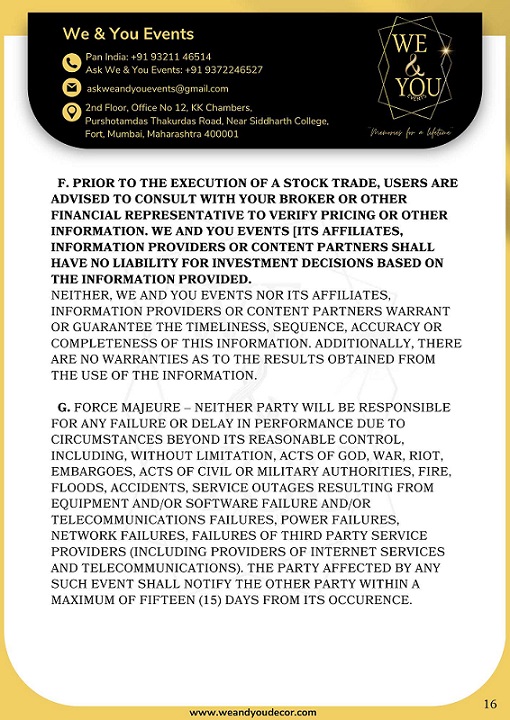 We & You Events
Pan India: +91 93211 46514
Ask We & You Events: +91 9372246527
askweandyouevents@gmail.com
2nd Floor, Office No 12, KK Chambers,
Purshotamdas Thakurdas Road, Near Siddharth College,
Fort, Mumbai, Maharashtra 400001
WE
&
YOU
EVENTS
"Memories for a lifetime"
F. PRIOR TO THE EXECUTION OF A STOCK TRADE, USERS ARE
ADVISED TO CONSULT WITH YOUR BROKER OR OTHER
FINANCIAL REPRESENTATIVE TO VERIFY PRICING OR OTHER
INFORMATION. WE AND YOU EVENTS [ITS AFFILIATES,
INFORMATION PROVIDERS OR CONTENT PARTNERS SHALL
HAVE NO LIABILITY FOR INVESTMENT DECISIONS BASED ON
THE INFORMATION PROVIDED.
NEITHER, WE AND YOU EVENTS NOR ITS AFFILIATES,
INFORMATION PROVIDERS OR CONTENT PARTNERS WARRANT
OR GUARANTEE THE TIMELINESS, SEQUENCE, ACCURACY OR
COMPLETENESS OF THIS INFORMATION. ADDITIONALLY, THERE
ARE NO WARRANTIES AS TO THE RESULTS OBTAINED FROM
THE USE OF THE INFORMATION.
G. FORCE MAJEURE – NEITHER PARTY WILL BE RESPONSIBLE
FOR ANY FAILURE OR DELAY IN PERFORMANCE DUE TO
CIRCUMSTANCES BEYOND ITS REASONABLE CONTROL,
INCLUDING, WITHOUT LIMITATION, ACTS OF GOD, WAR, RIOT,
EMBARGOES, ACTS OF CIVIL OR MILITARY AUTHORITIES, FIRE,
FLOODS, ACCIDENTS, SERVICE OUTAGES RESULTING FROM
EQUIPMENT AND/OR SOFTWARE FAILURE AND/OR
TELECOMMUNICATIONS FAILURES, POWER FAILURES,
NETWORK FAILURES, FAILURES OF THIRD PARTY SERVICE
PROVIDERS (INCLUDING PROVIDERS OF INTERNET SERVICES
AND TELECOMMUNICATIONS). THE PARTY AFFECTED BY ANY
SUCH EVENT SHALL NOTIFY THE OTHER PARTY WITHIN A
MAXIMUM OF FIFTEEN (15) DAYS FROM ITS OCCURENCE.
16
www.weandyoudecor.com